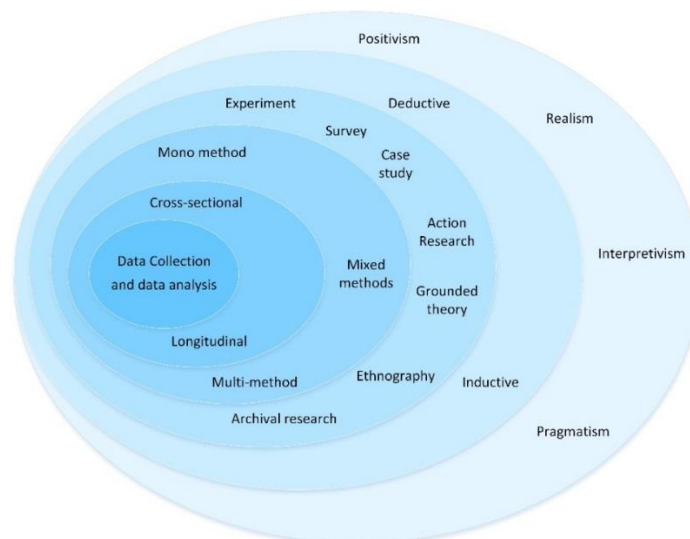 Positivism
Experiment
Deductive
Realism
Survey
Mono method
Case
study
Cross-sectional
Action
Research
Interpretivism
Data Collection
and data analysis
Mixed
methods
Grounded
theory
Longitudinal
Multi-method
Ethnography
Inductive
Archival research
Pragmatism